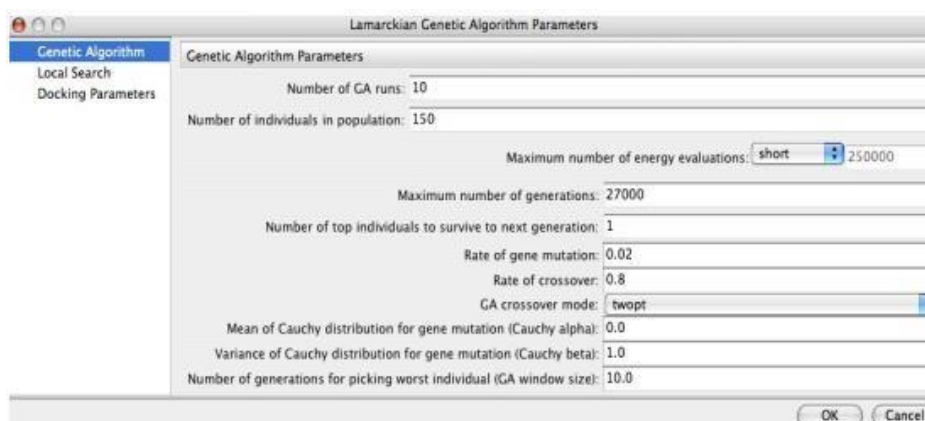 Lamarckian Genetic Algorithm Parameters
Genetic Algorithm
Local Search
Docking Parameters
Genetic Algorithm Parameters
Number of GA runs: 10
Number of individuals in population: 150
Maximum number of energy evaluations: short 250000
Maximum number of generations: 27000
Number of top individuals to survive to next generation: 1
Rate of gene mutation: 0.02
Rate of crossover: 0.8
GA crossover mode: twopt
Mean of Cauchy distribution for gene mutation (Cauchy alpha): 0.0
Variance of Cauchy distribution for gene mutation (Cauchy beta): 1.0
Number of generations for picking worst individual (GA window size): 10.0
OK Cancel